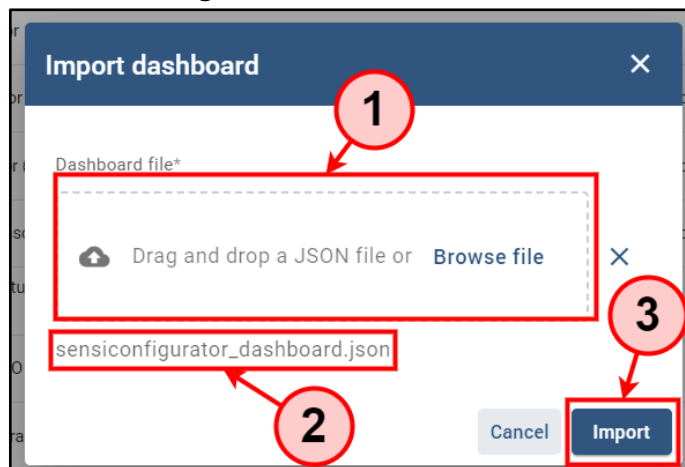 Import dashboard
1
Dashboard file*
Drag and drop a JSON file or Browse file
3
sensiconfigurator_dashboard.json
2
Cancel Import